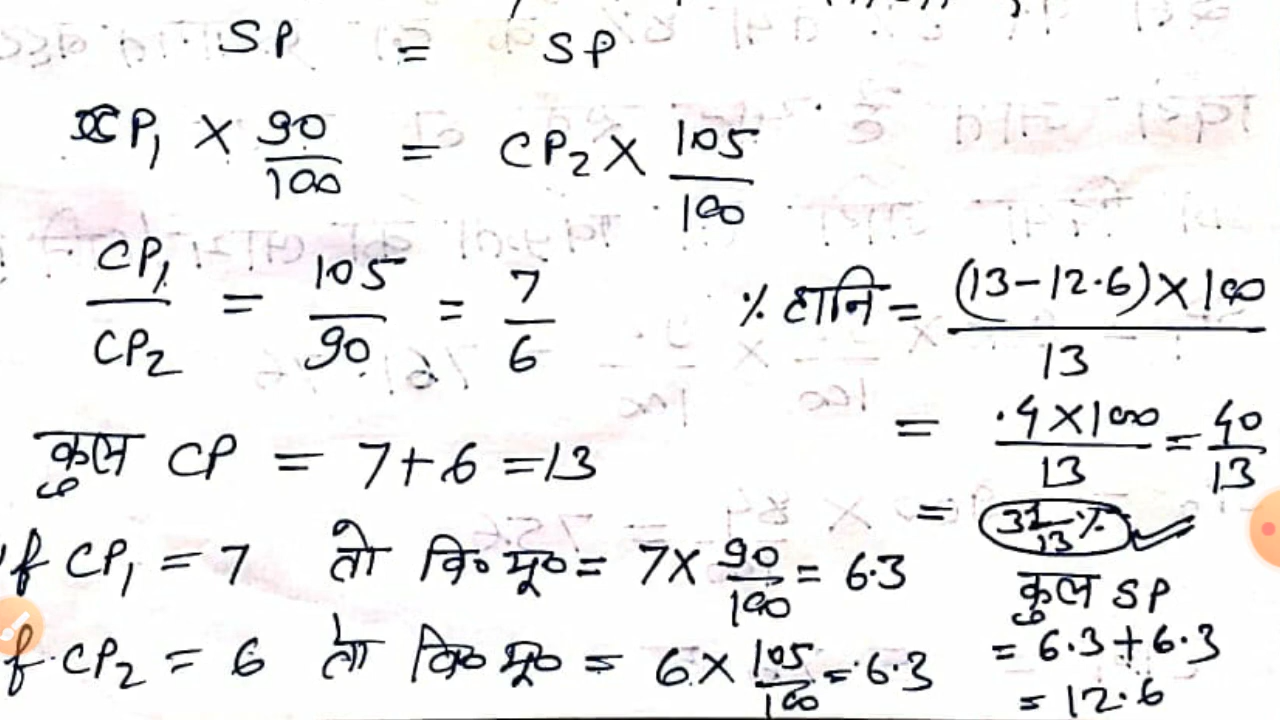 SP = SP
CP₁ × 90/100 = CP₂ × 105/100
CP₁/CP₂ = 105/90 = 7/6
कुल CP = 7+6 =13
If CP₁ = 7 तो वि० मू० = 7× 90/100 = 6.3
If CP₂ = 6 तो वि० मू० = 6× 105/100 = 6.3
% हानि = (13-12.6)×100/13
= .4×100/13 = 40/13
= 3 1/13 %
कुल SP
= 6.3+6.3
= 12.6